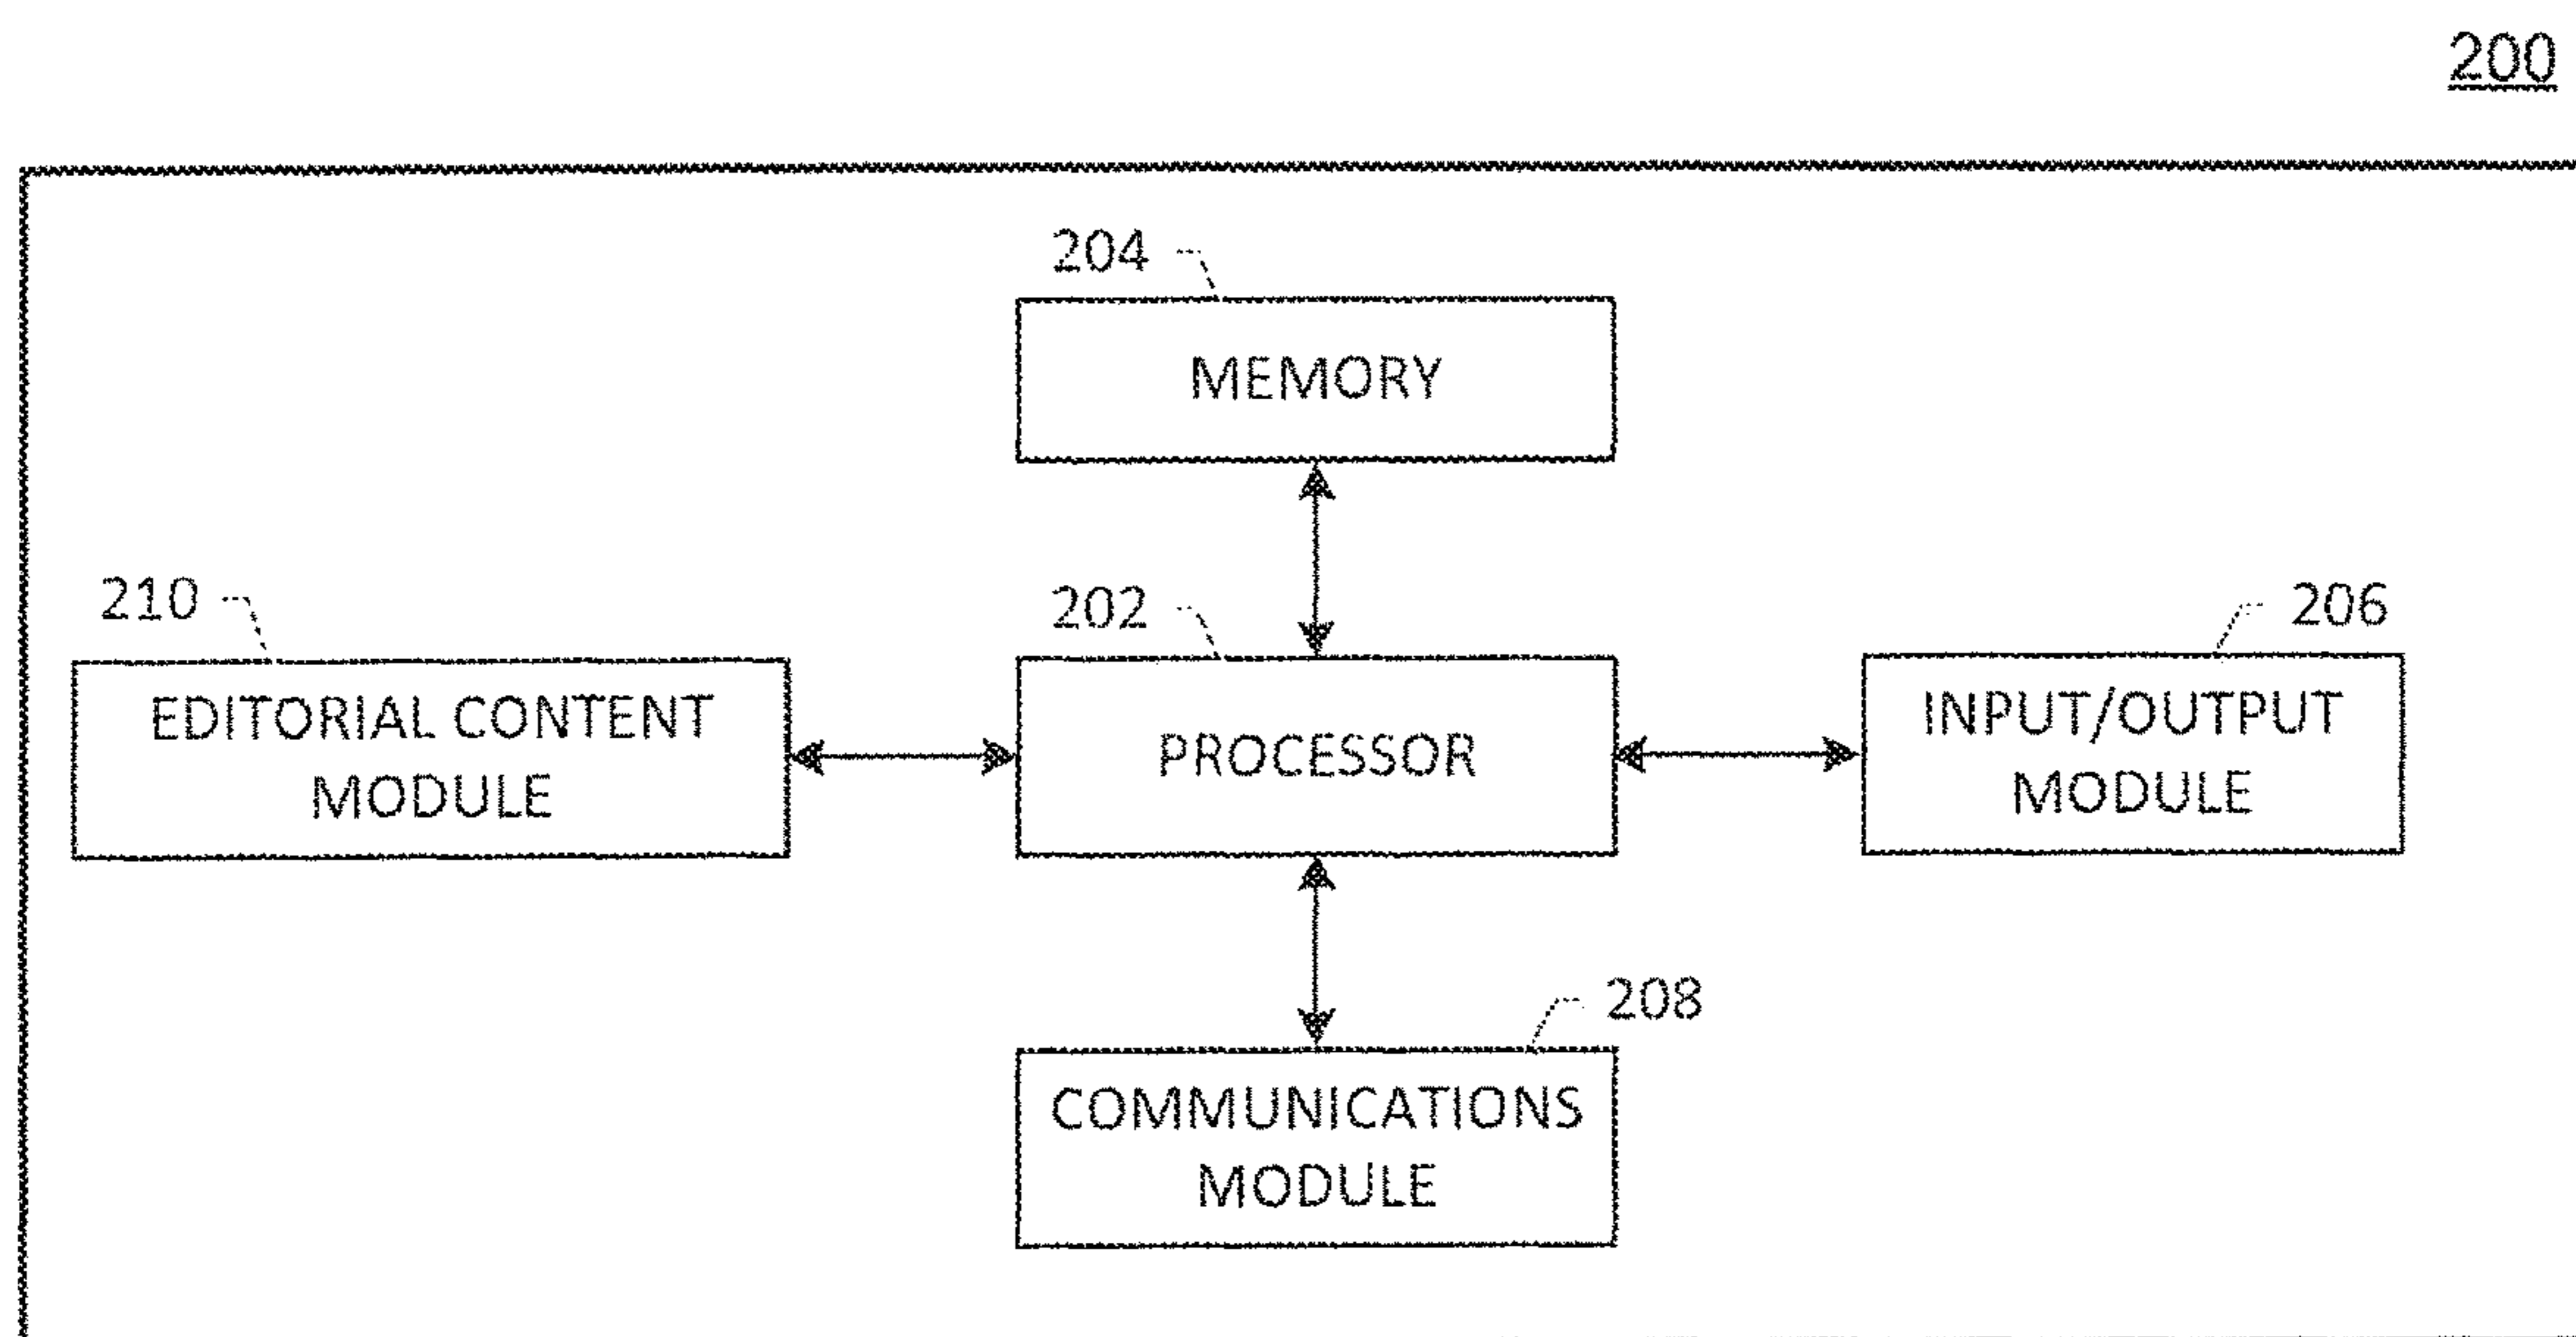 200
204
MEMORY
210
202
206
EDITORIAL CONTENT
MODULE
PROCESSOR
INPUT/OUTPUT
MODULE
208
COMMUNICATIONS
MODULE